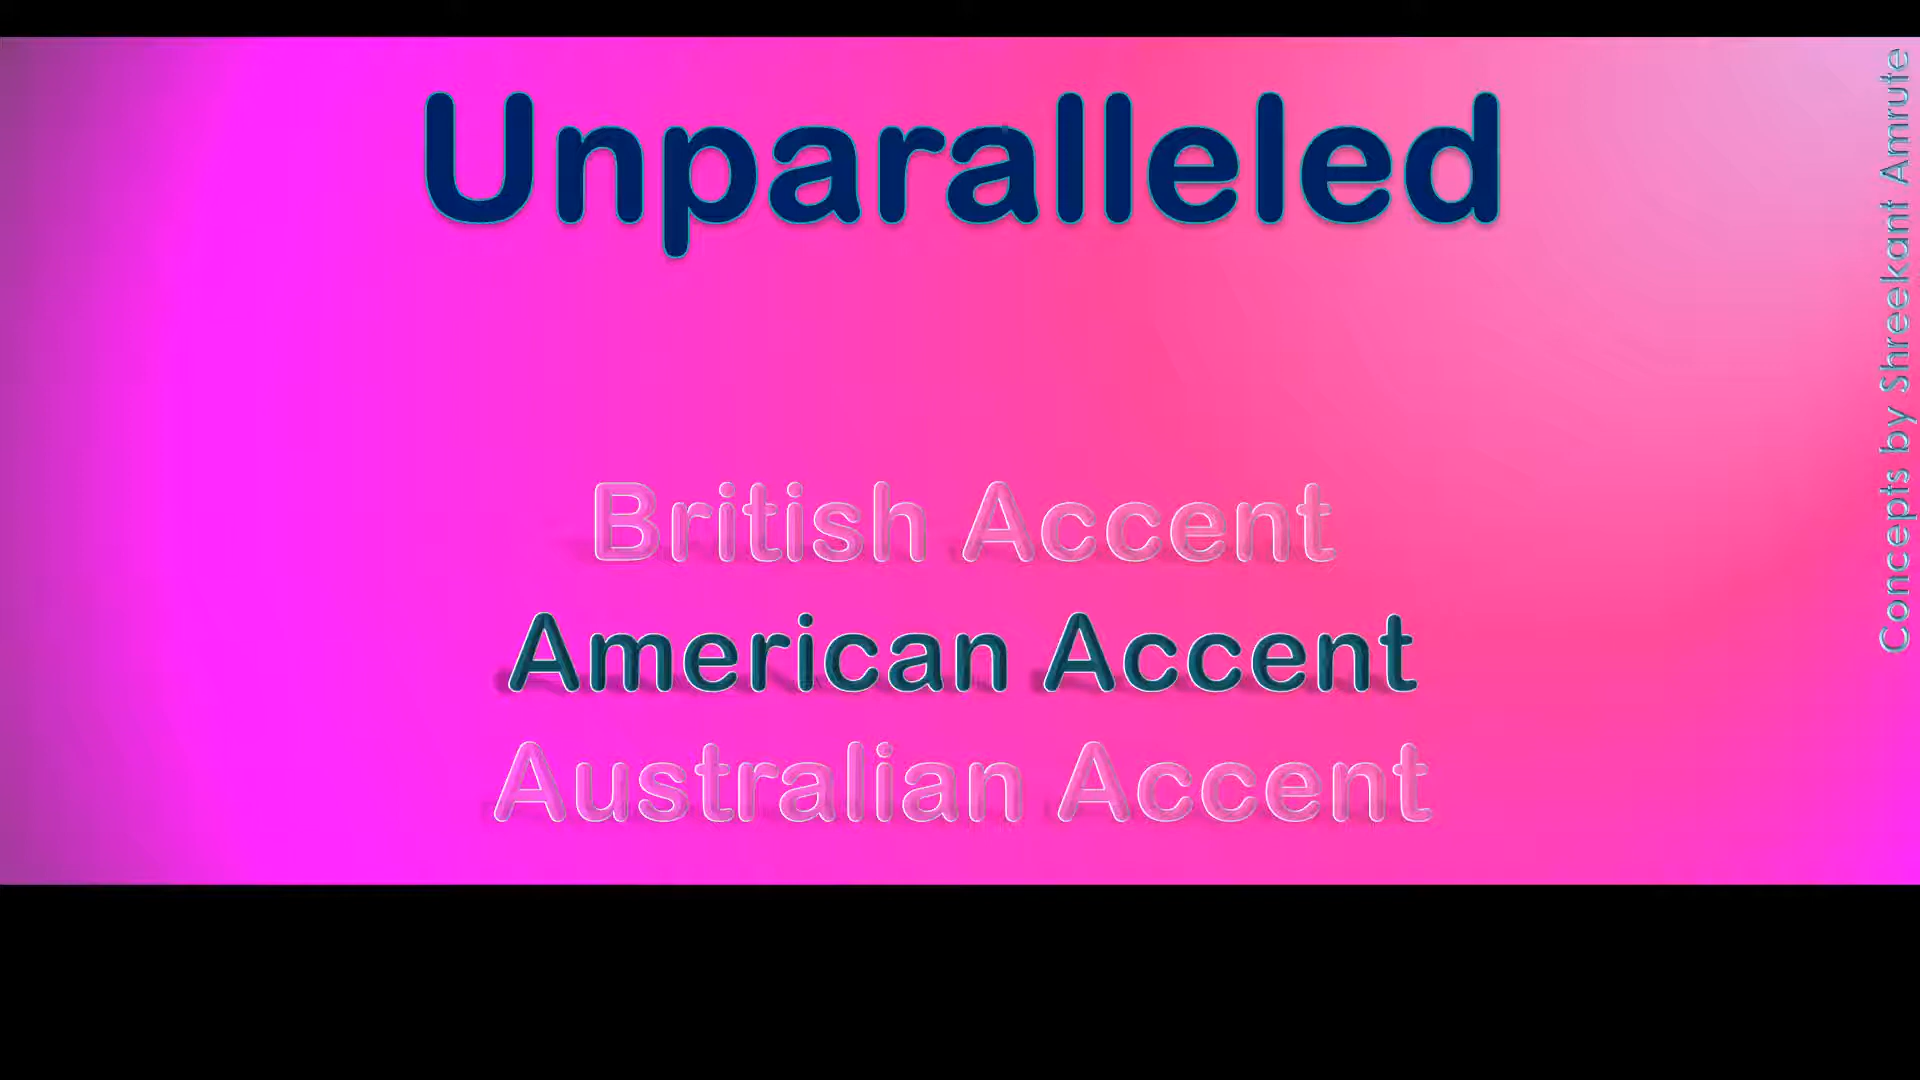 Unparalleled
British Accent
American Accent
Australian Accent
Concepts by Shreekant Amrute